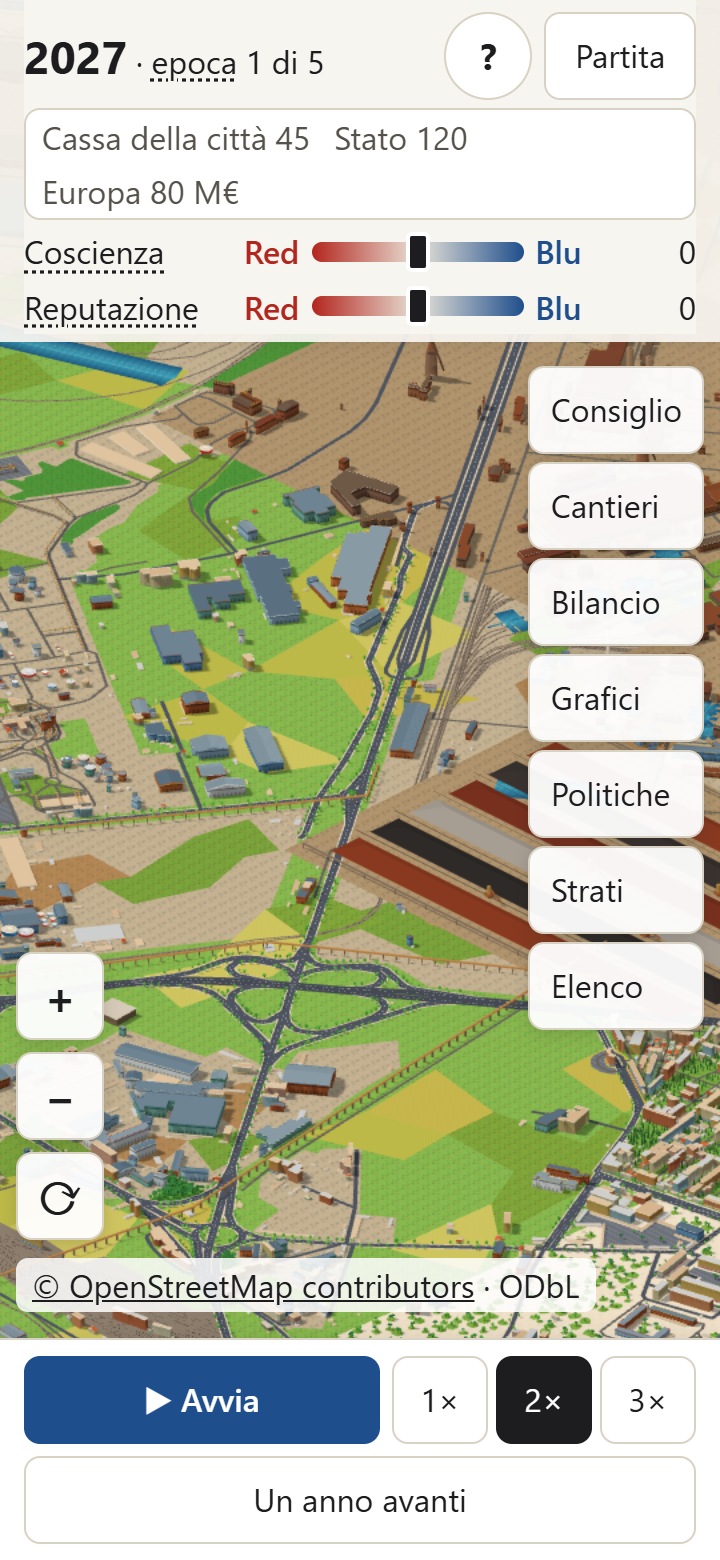 2027 · epoca 1 di 5
?
Partita
Cassa della città 45 Stato 120
Europa 80 M€
Coscienza Red Blu 0
Reputazione Red Blu 0
Consiglio
Cantieri
Bilancio
Grafici
Politiche
Strati
Elenco
+
−
© OpenStreetMap contributors · ODbL
▶ Avvia
1×
2×
3×
Un anno avanti